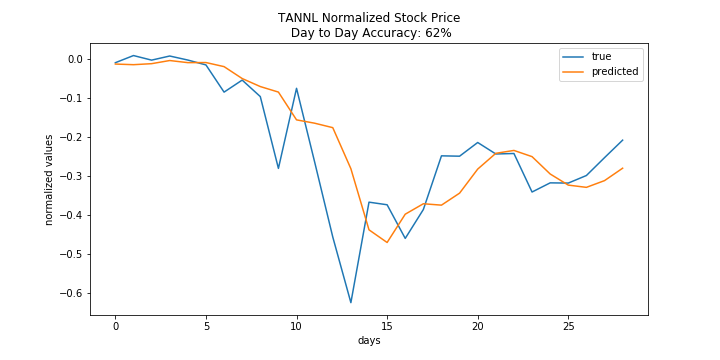 TANNL Normalized Stock Price
Day to Day Accuracy: 62%
true
predicted
normalized values
0.0
−0.1
−0.2
−0.3
−0.4
−0.5
−0.6
0 5 10 15 20 25
days